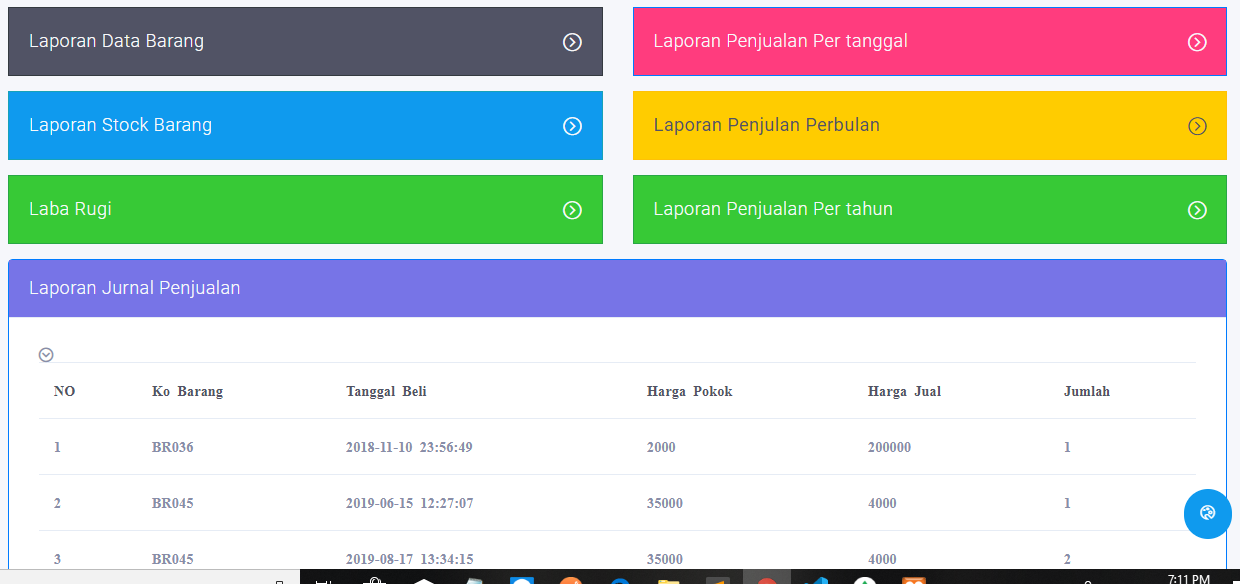 Laporan Data Barang
Laporan Penjualan Per tanggal
Laporan Stock Barang
Laporan Penjulan Perbulan
Laba Rugi
Laporan Penjualan Per tahun
Laporan Jurnal Penjualan
NO Ko Barang Tanggal Beli Harga Pokok Harga Jual Jumlah
1 BR036 2018-11-10 23:56:49 2000 200000 1
2 BR045 2019-06-15 12:27:07 35000 4000 1
3 BR045 2019-08-17 13:34:15 35000 4000 2
7:11 PM